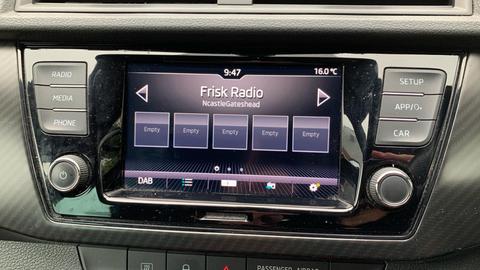 9:47 16.0 °C
RADIO
MEDIA
PHONE
Frisk Radio
NcastleGateshead
Empty Empty Empty Empty Empty
DAB
SETUP
APP/
CAR
PASSENGER AIRBAG